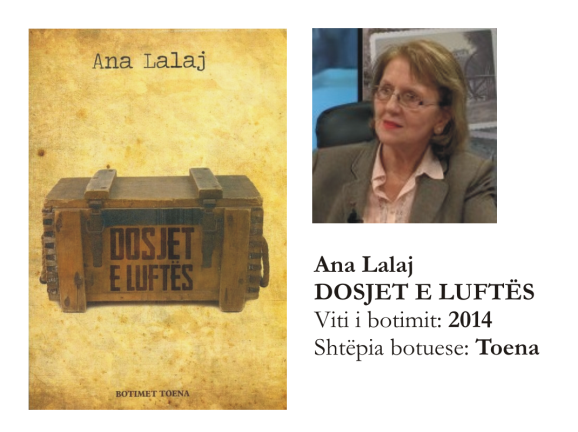 Ana Lalaj
DOSJET
E LUFTËS
BOTIMET TOENA
Ana Lalaj
DOSJET E LUFTËS
Viti i botimit: 2014
Shtëpia botuese: Toena